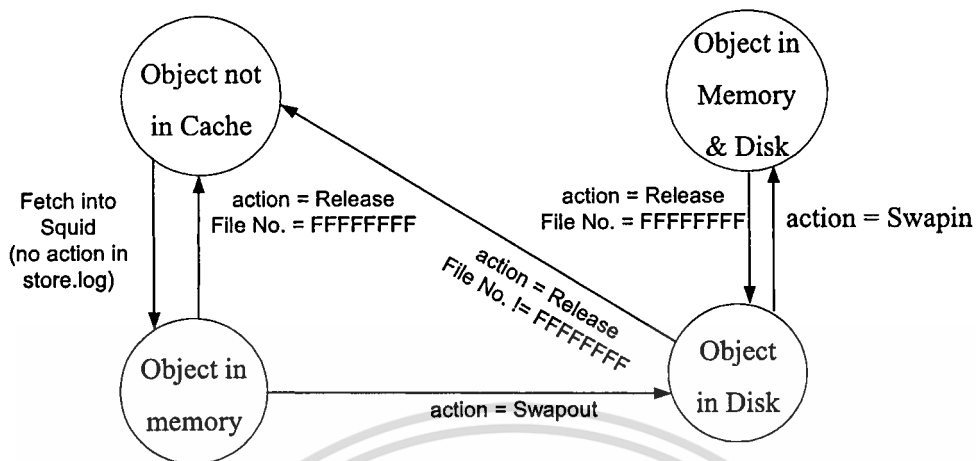 Object not
in Cache
Object in
Memory
& Disk
Fetch into
Squid
(no action in
store.log)
action = Release
File No. = FFFFFFFF
action = Release
File No. != FFFFFFFF
action = Release
File No. = FFFFFFFF
action = Swapin
Object in
memory
action = Swapout
Object
in Disk